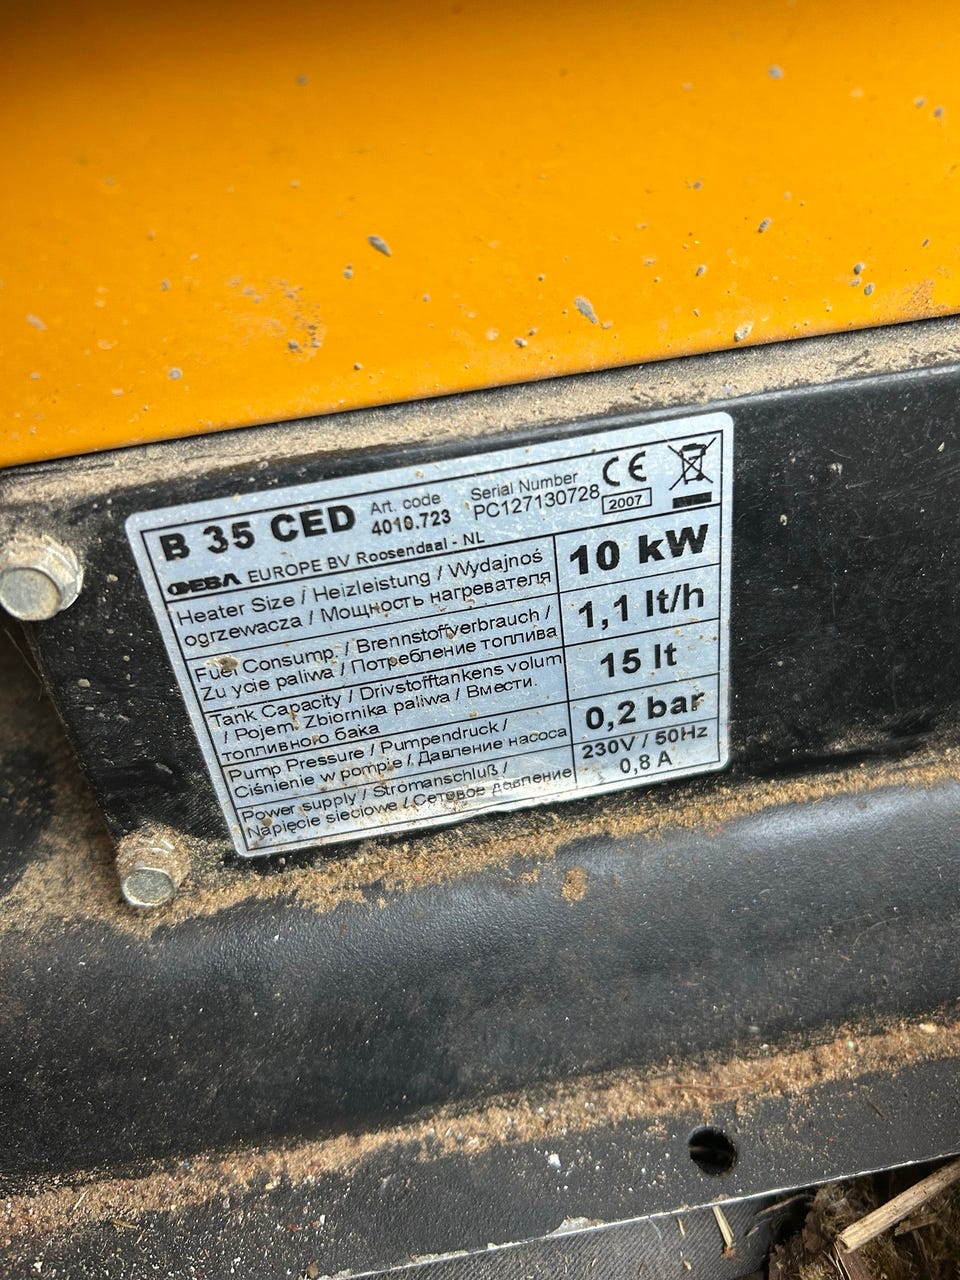 B 35 CED
Art. code
4010.723
Serial Number
PC127130728
CE
2007
DEBA EUROPE BV Roosendaal - NL
Heater Size / Heizleistung / Wydajnoś
ogrzewacza / Мощность нагревателя
10 kW
Fuel Consump. / Brennstoffverbrauch /
Zu ycie paliwa / Потребление топлива
1,1 lt/h
Tank Capacity / Drivstofftankens volum
/ Pojem. Zbiornika paliwa / Вмести.
топливного бака
15 lt
Pump Pressure / Pumpendruck /
Ciśnienie w pompie / Давление насоса
0,2 bar
Power supply / Stromanschluß /
Napięcie sieciowe / Сетовое давление
230V / 50Hz
0,8 A